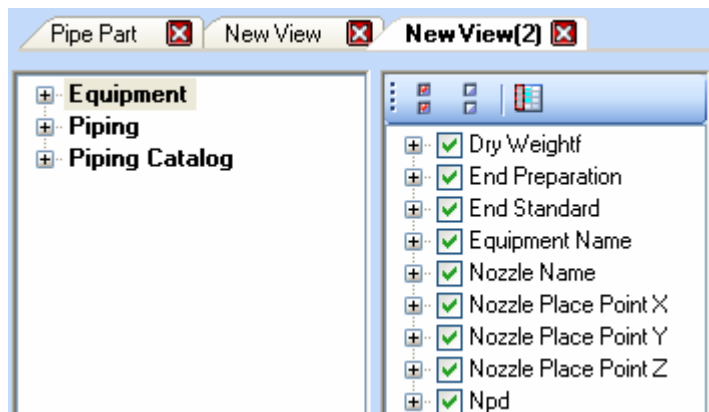 Pipe Part New View New View(2)
Equipment
Piping
Piping Catalog
Dry Weightf
End Preparation
End Standard
Equipment Name
Nozzle Name
Nozzle Place Point X
Nozzle Place Point Y
Nozzle Place Point Z
Npd